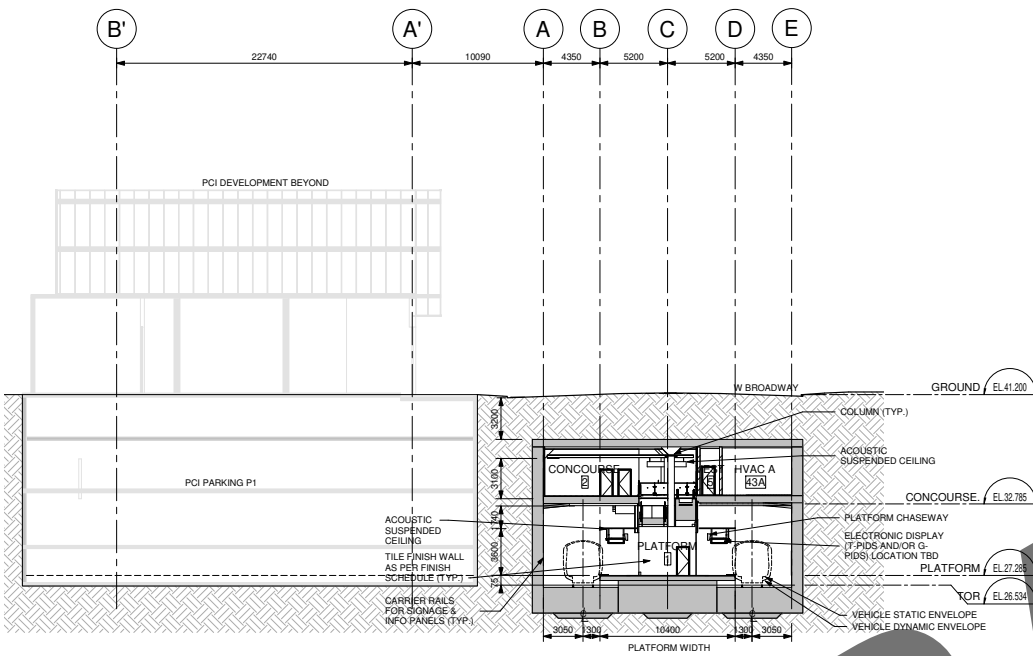 B' A' A B C D E
22740 10090 4350 5200 5200 4350
PCI DEVELOPMENT BEYOND
W BROADWAY
GROUND EL.41.200
3200
COLUMN (TYP.)
ACOUSTIC
SUSPENDED CEILING
CONCOURSE HVAC A
2 5 43A
3100
PCI PARKING P1
CONCOURSE. EL.32.785
1740
ACOUSTIC
SUSPENDED
CEILING
PLATFORM CHASEWAY
ELECTRONIC DISPLAY
(T-PIDS AND/OR G-
PIDS) LOCATION TBD
PLATFORM
1
3600
TILE FINISH WALL
AS PER FINISH
SCHEDULE (TYP.)
PLATFORM EL.27.285
TOR EL.26.534
CARRIER RAILS
FOR SIGNAGE &
INFO PANELS (TYP.)
VEHICLE STATIC ENVELOPE
VEHICLE DYNAMIC ENVELOPE
3050 1300 10400 1300 3050
PLATFORM WIDTH